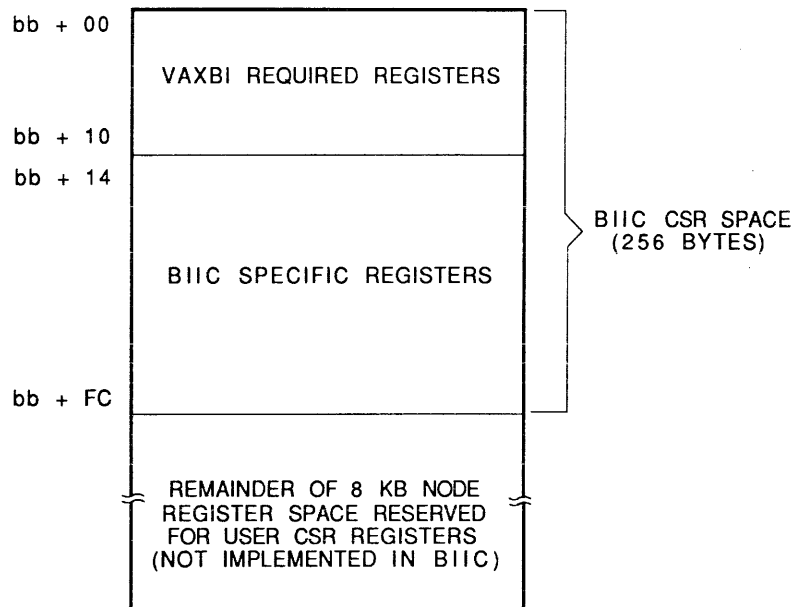 bb + 00
VAXBI REQUIRED REGISTERS
bb + 10
bb + 14
BIIC CSR SPACE
(256 BYTES)
BIIC SPECIFIC REGISTERS
bb + FC
REMAINDER OF 8 KB NODE
REGISTER SPACE RESERVED
FOR USER CSR REGISTERS
(NOT IMPLEMENTED IN BIIC)